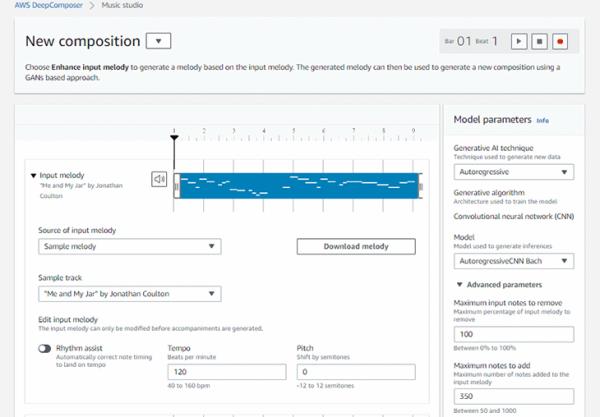 AWS DeepComposer > Music studio
New composition
Bar 01 Beat 1
Choose Enhance input melody to generate a melody based on the input melody. The generated melody can then be used to generate a new composition using a
GANs based approach.
1 2 3 4 5 6 7 8 9
Input melody
"Me and My Jar" by Jonathan
Coulton
Source of input melody
Sample melody
Download melody
Sample track
"Me and My Jar" by Jonathan Coulton
Edit input melody
The input melody can only be modified before accompaniments are generated.
Rhythm assist
Automatically correct note timing
to land on tempo
Tempo
Beats per minute
120
40 to 160 bpm
Pitch
Shift by semitones
0
-12 to 12 semitones
Model parameters Info
Generative AI technique
Technique used to generate new data
Autoregressive
Generative algorithm
Architecture used to train the model
Convolutional neural network (CNN)
Model
Model used to generate inferences
AutoregressiveCNN Bach
Advanced parameters
Maximum input notes to remove
Maximum percentage of input melody to
remove
100
Between 0% to 100%
Maximum notes to add
Maximum number of notes added to the
input melody
350
Between 50 and 1000